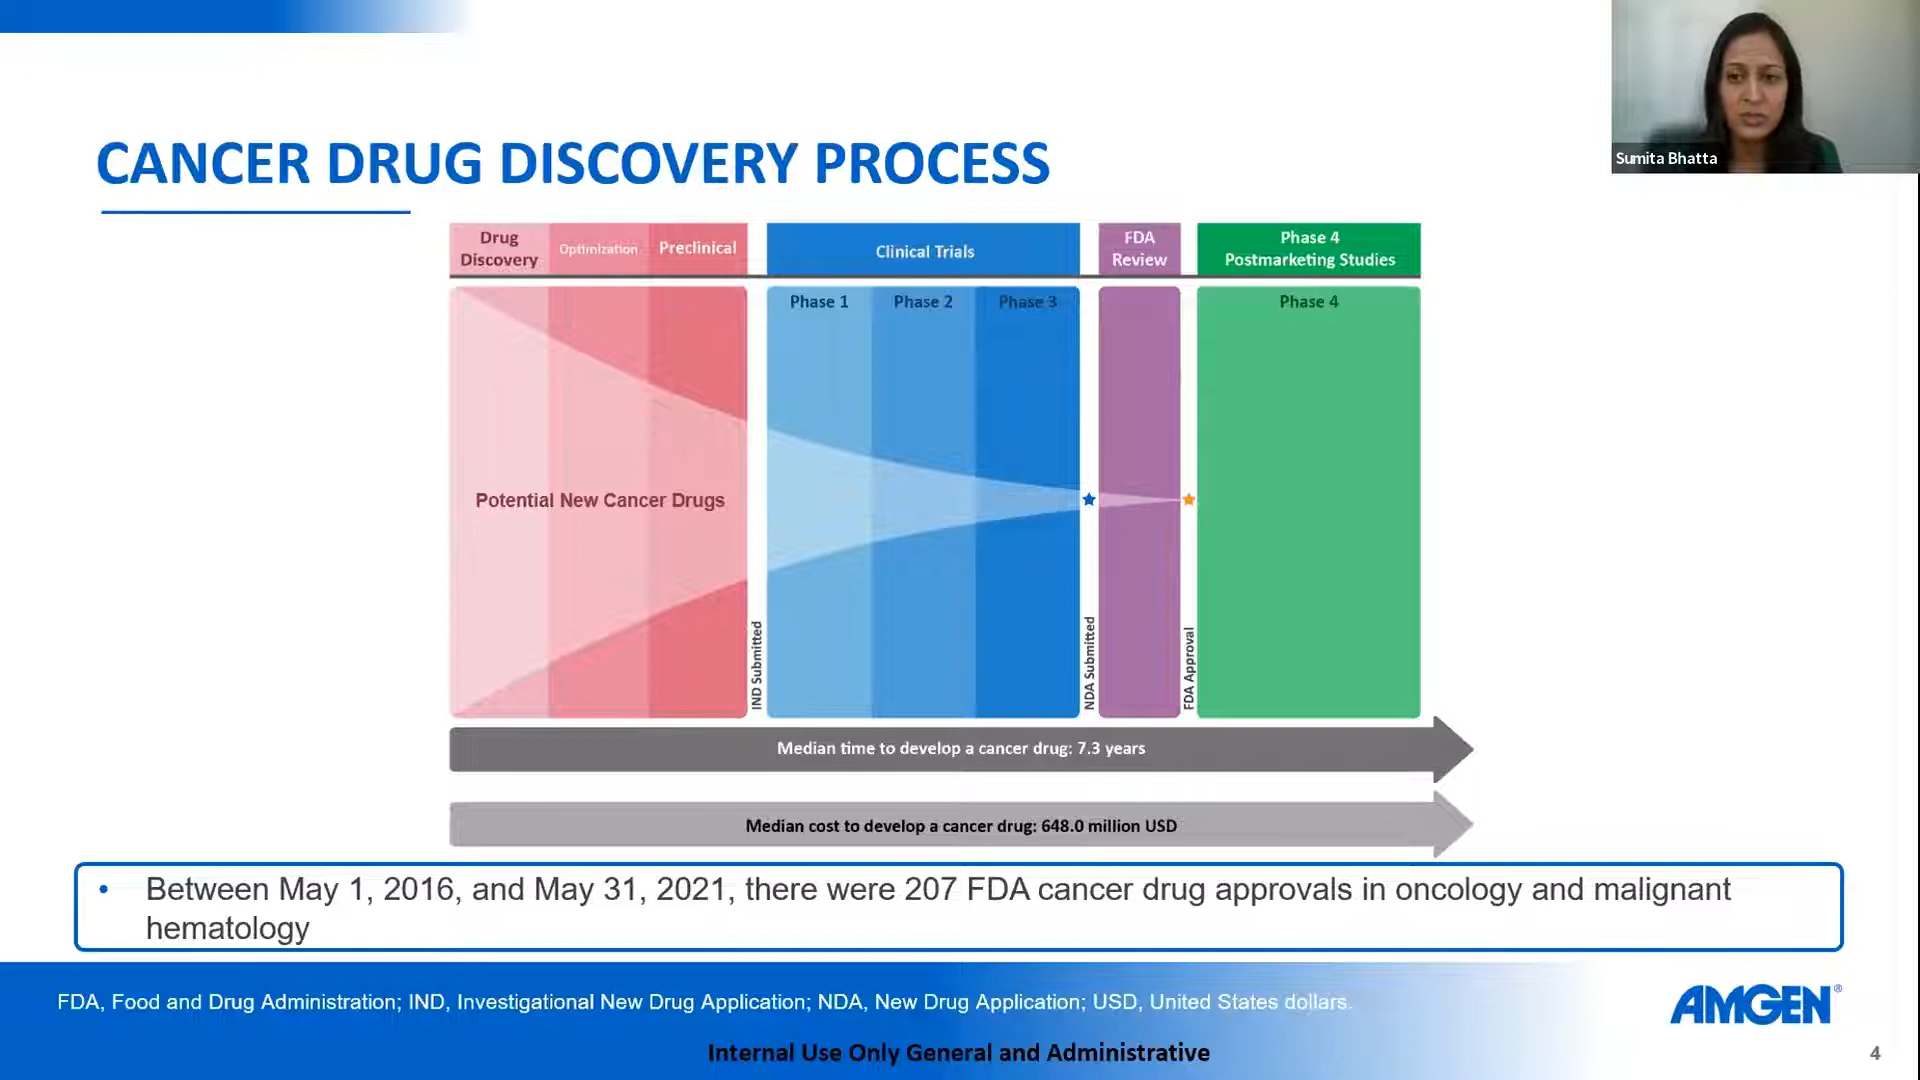 Sumita Bhatta
CANCER DRUG DISCOVERY PROCESS
Drug
Discovery
Optimization
Preclinical
Clinical Trials
FDA
Review
Phase 4
Postmarketing Studies
Phase 1
Phase 2
Phase 3
Phase 4
Potential New Cancer Drugs
IND Submitted
NDA Submitted
FDA Approval
Median time to develop a cancer drug: 7.3 years
Median cost to develop a cancer drug: 648.0 million USD
• Between May 1, 2016, and May 31, 2021, there were 207 FDA cancer drug approvals in oncology and malignant
hematology
FDA, Food and Drug Administration; IND, Investigational New Drug Application; NDA, New Drug Application; USD, United States dollars.
AMGEN®
Internal Use Only General and Administrative
4